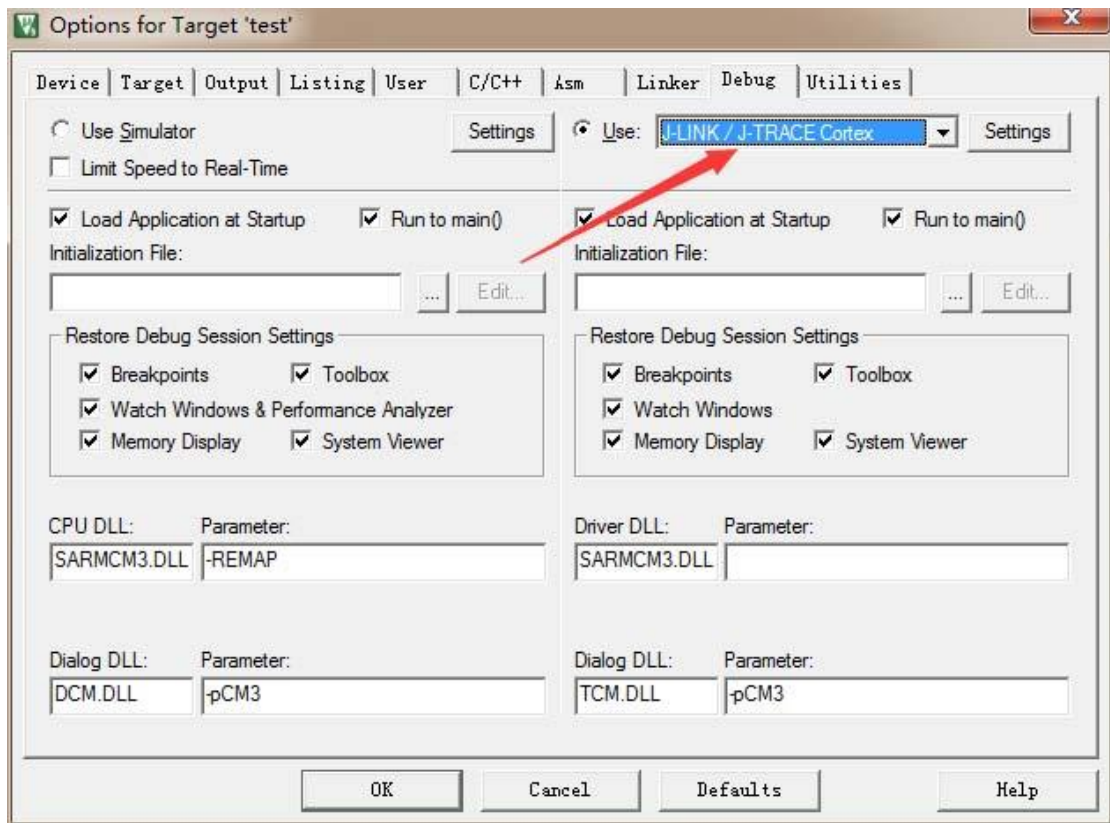 Options for Target 'test'
Device Target Output Listing User C/C++ Asm Linker Debug Utilities
Use Simulator Settings Use: J-LINK / J-TRACE Cortex Settings
Limit Speed to Real-Time
Load Application at Startup Run to main() Load Application at Startup Run to main()
Initialization File: Initialization File:
... Edit... ... Edit...
Restore Debug Session Settings Restore Debug Session Settings
Breakpoints Toolbox Breakpoints Toolbox
Watch Windows & Performance Analyzer Watch Windows
Memory Display System Viewer Memory Display System Viewer
CPU DLL: Parameter: Driver DLL: Parameter:
SARMCM3.DLL -REMAP SARMCM3.DLL
Dialog DLL: Parameter: Dialog DLL: Parameter:
DCM.DLL -pCM3 TCM.DLL -pCM3
OK Cancel Defaults Help